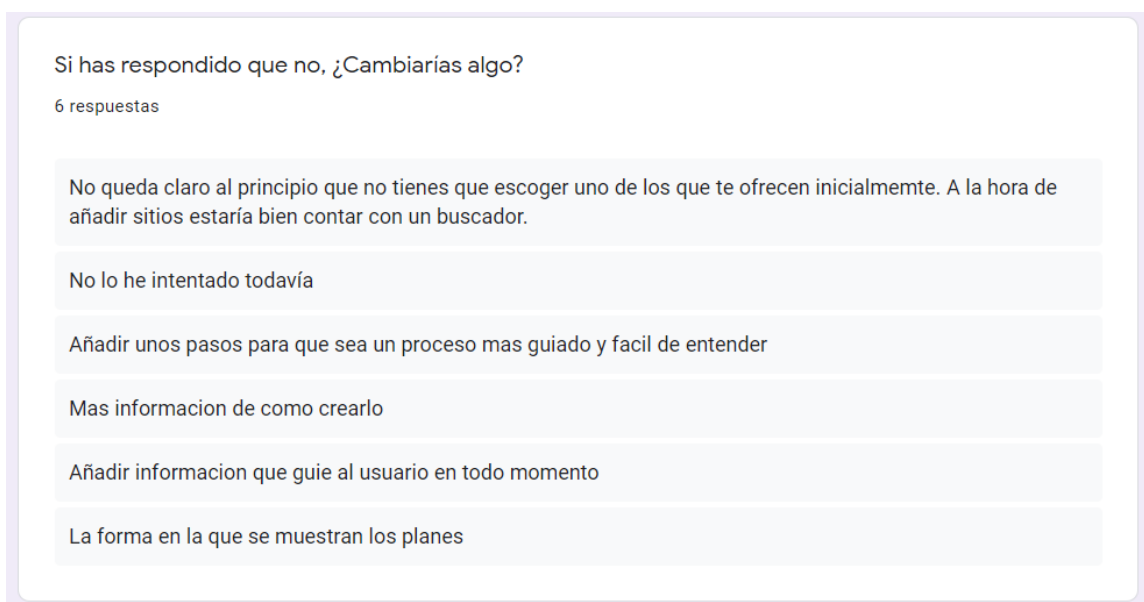 Si has respondido que no, ¿Cambiarías algo?
6 respuestas
No queda claro al principio que no tienes que escoger uno de los que te ofrecen inicialmemte. A la hora de
añadir sitios estaría bien contar con un buscador.
No lo he intentado todavía
Añadir unos pasos para que sea un proceso mas guiado y facil de entender
Mas informacion de como crearlo
Añadir informacion que guie al usuario en todo momento
La forma en la que se muestran los planes